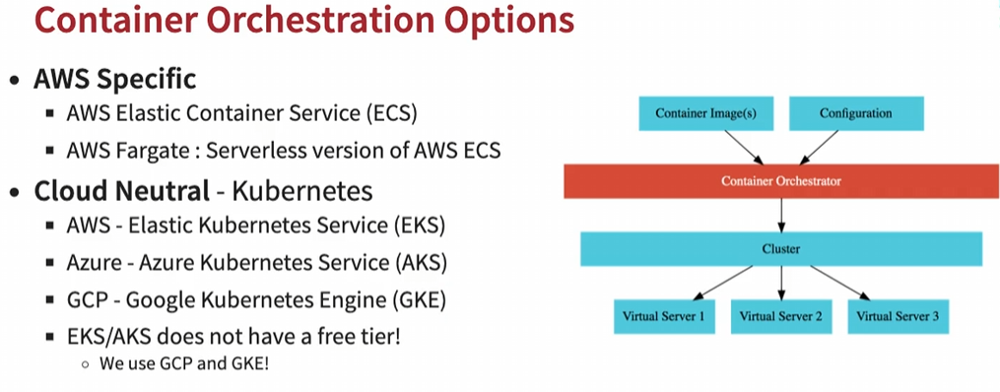 Container Orchestration Options
• AWS Specific
▪ AWS Elastic Container Service (ECS)
▪ AWS Fargate : Serverless version of AWS ECS
• Cloud Neutral - Kubernetes
▪ AWS - Elastic Kubernetes Service (EKS)
▪ Azure - Azure Kubernetes Service (AKS)
▪ GCP - Google Kubernetes Engine (GKE)
▪ EKS/AKS does not have a free tier!
○ We use GCP and GKE!
Container Image(s)
Configuration
Container Orchestrator
Cluster
Virtual Server 1
Virtual Server 2
Virtual Server 3